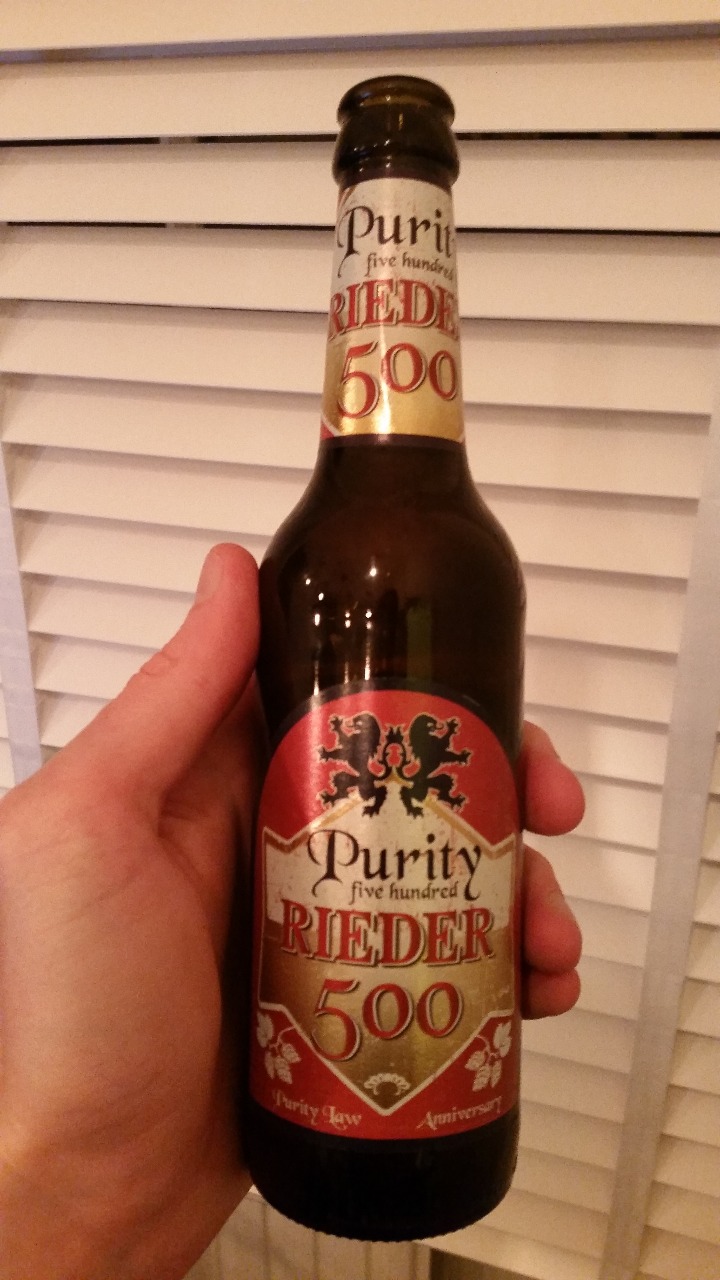 Purit
five hundred
RIEDE
500
Purity
five hundred
RIEDER
500
Purity Law Anniversary